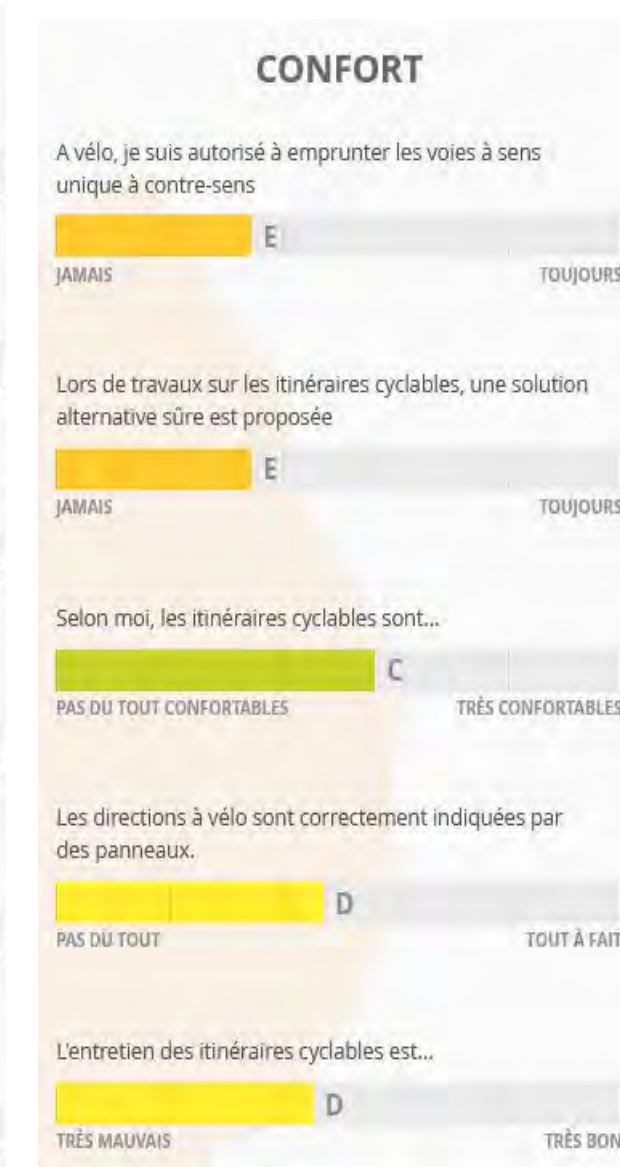 CONFORT
A vélo, je suis autorisé à emprunter les voies à sens
unique à contre-sens
E
JAMAIS TOUJOURS
Lors de travaux sur les itinéraires cyclables, une solution
alternative sûre est proposée
E
JAMAIS TOUJOURS
Selon moi, les itinéraires cyclables sont...
C
PAS DU TOUT CONFORTABLES TRÈS CONFORTABLES
Les directions à vélo sont correctement indiquées par
des panneaux.
D
PAS DU TOUT TOUT À FAIT
L'entretien des itinéraires cyclables est...
D
TRÈS MAUVAIS TRÈS BON